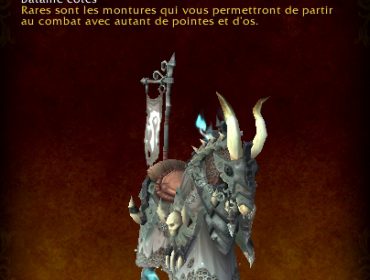 Rares sont les montures qui vous permettront de partir
au combat avec autant de pointes et d'os.